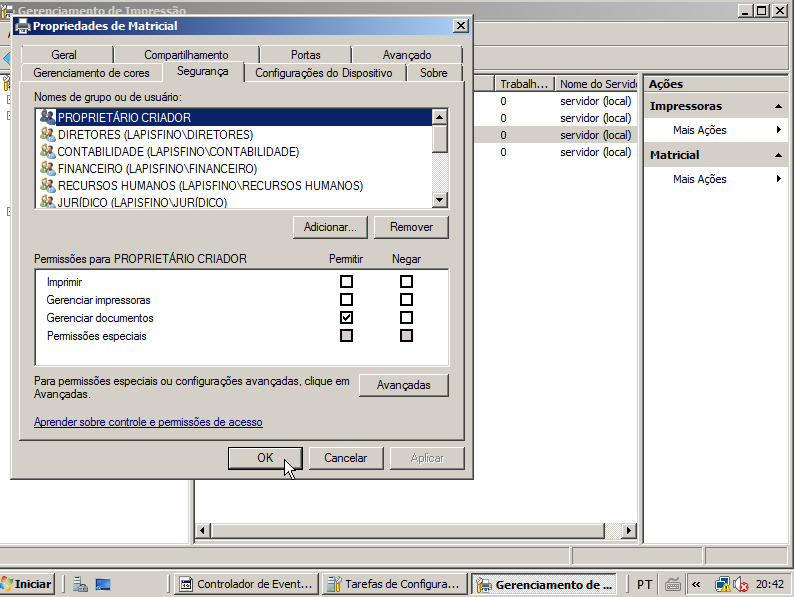 Gerenciamento de Impressão
Propriedades de Matricial
Geral
Compartilhamento
Portas
Avançado
Gerenciamento de cores
Segurança
Configurações do Dispositivo
Sobre
Nomes de grupo ou de usuário:
PROPRIETÁRIO CRIADOR
DIRETORES (LAPISFINO\DIRETORES)
CONTABILIDADE (LAPISFINO\CONTABILIDADE)
FINANCEIRO (LAPISFINO\FINANCEIRO)
RECURSOS HUMANOS (LAPISFINO\RECURSOS HUMANOS)
JURÍDICO (LAPISFINO\JURÍDICO)
Adicionar...
Remover
Permissões para PROPRIETÁRIO CRIADOR
Permitir
Negar
Imprimir
Gerenciar impressoras
Gerenciar documentos
Permissões especiais
Para permissões especiais ou configurações avançadas, clique em
Avançadas.
Avançadas
Aprender sobre controle e permissões de acesso
OK
Cancelar
Aplicar
Trabalh...
Nome do Servid
0
servidor (local)
0
servidor (local)
0
servidor (local)
0
servidor (local)
Ações
Impressoras
Mais Ações
Matricial
Mais Ações
Iniciar
Controlador de Event...
Tarefas de Configura...
Gerenciamento de ...
PT
«
20:42